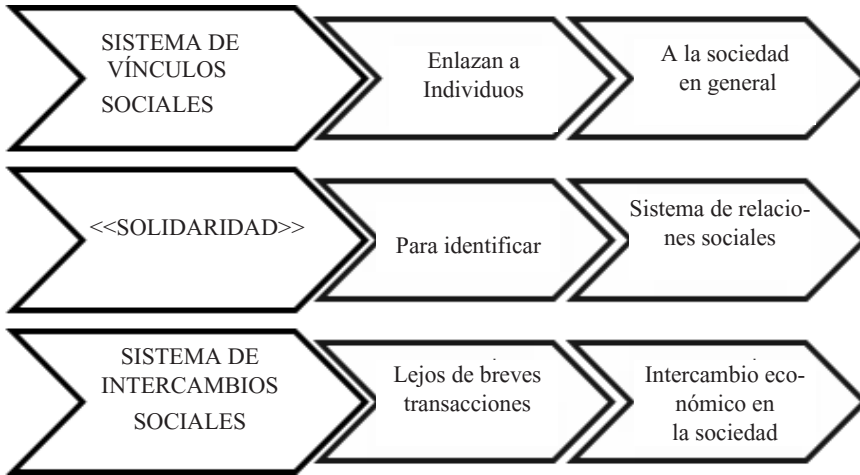 SISTEMA DE
VÍNCULOS
SOCIALES
Enlazan a
Individuos
A la sociedad
en general
<<SOLIDARIDAD>>
Para identificar
Sistema de relacio-
nes sociales
SISTEMA DE
INTERCAMBIOS
SOCIALES
Lejos de breves
transacciones
Intercambio eco-
nómico en
la sociedad